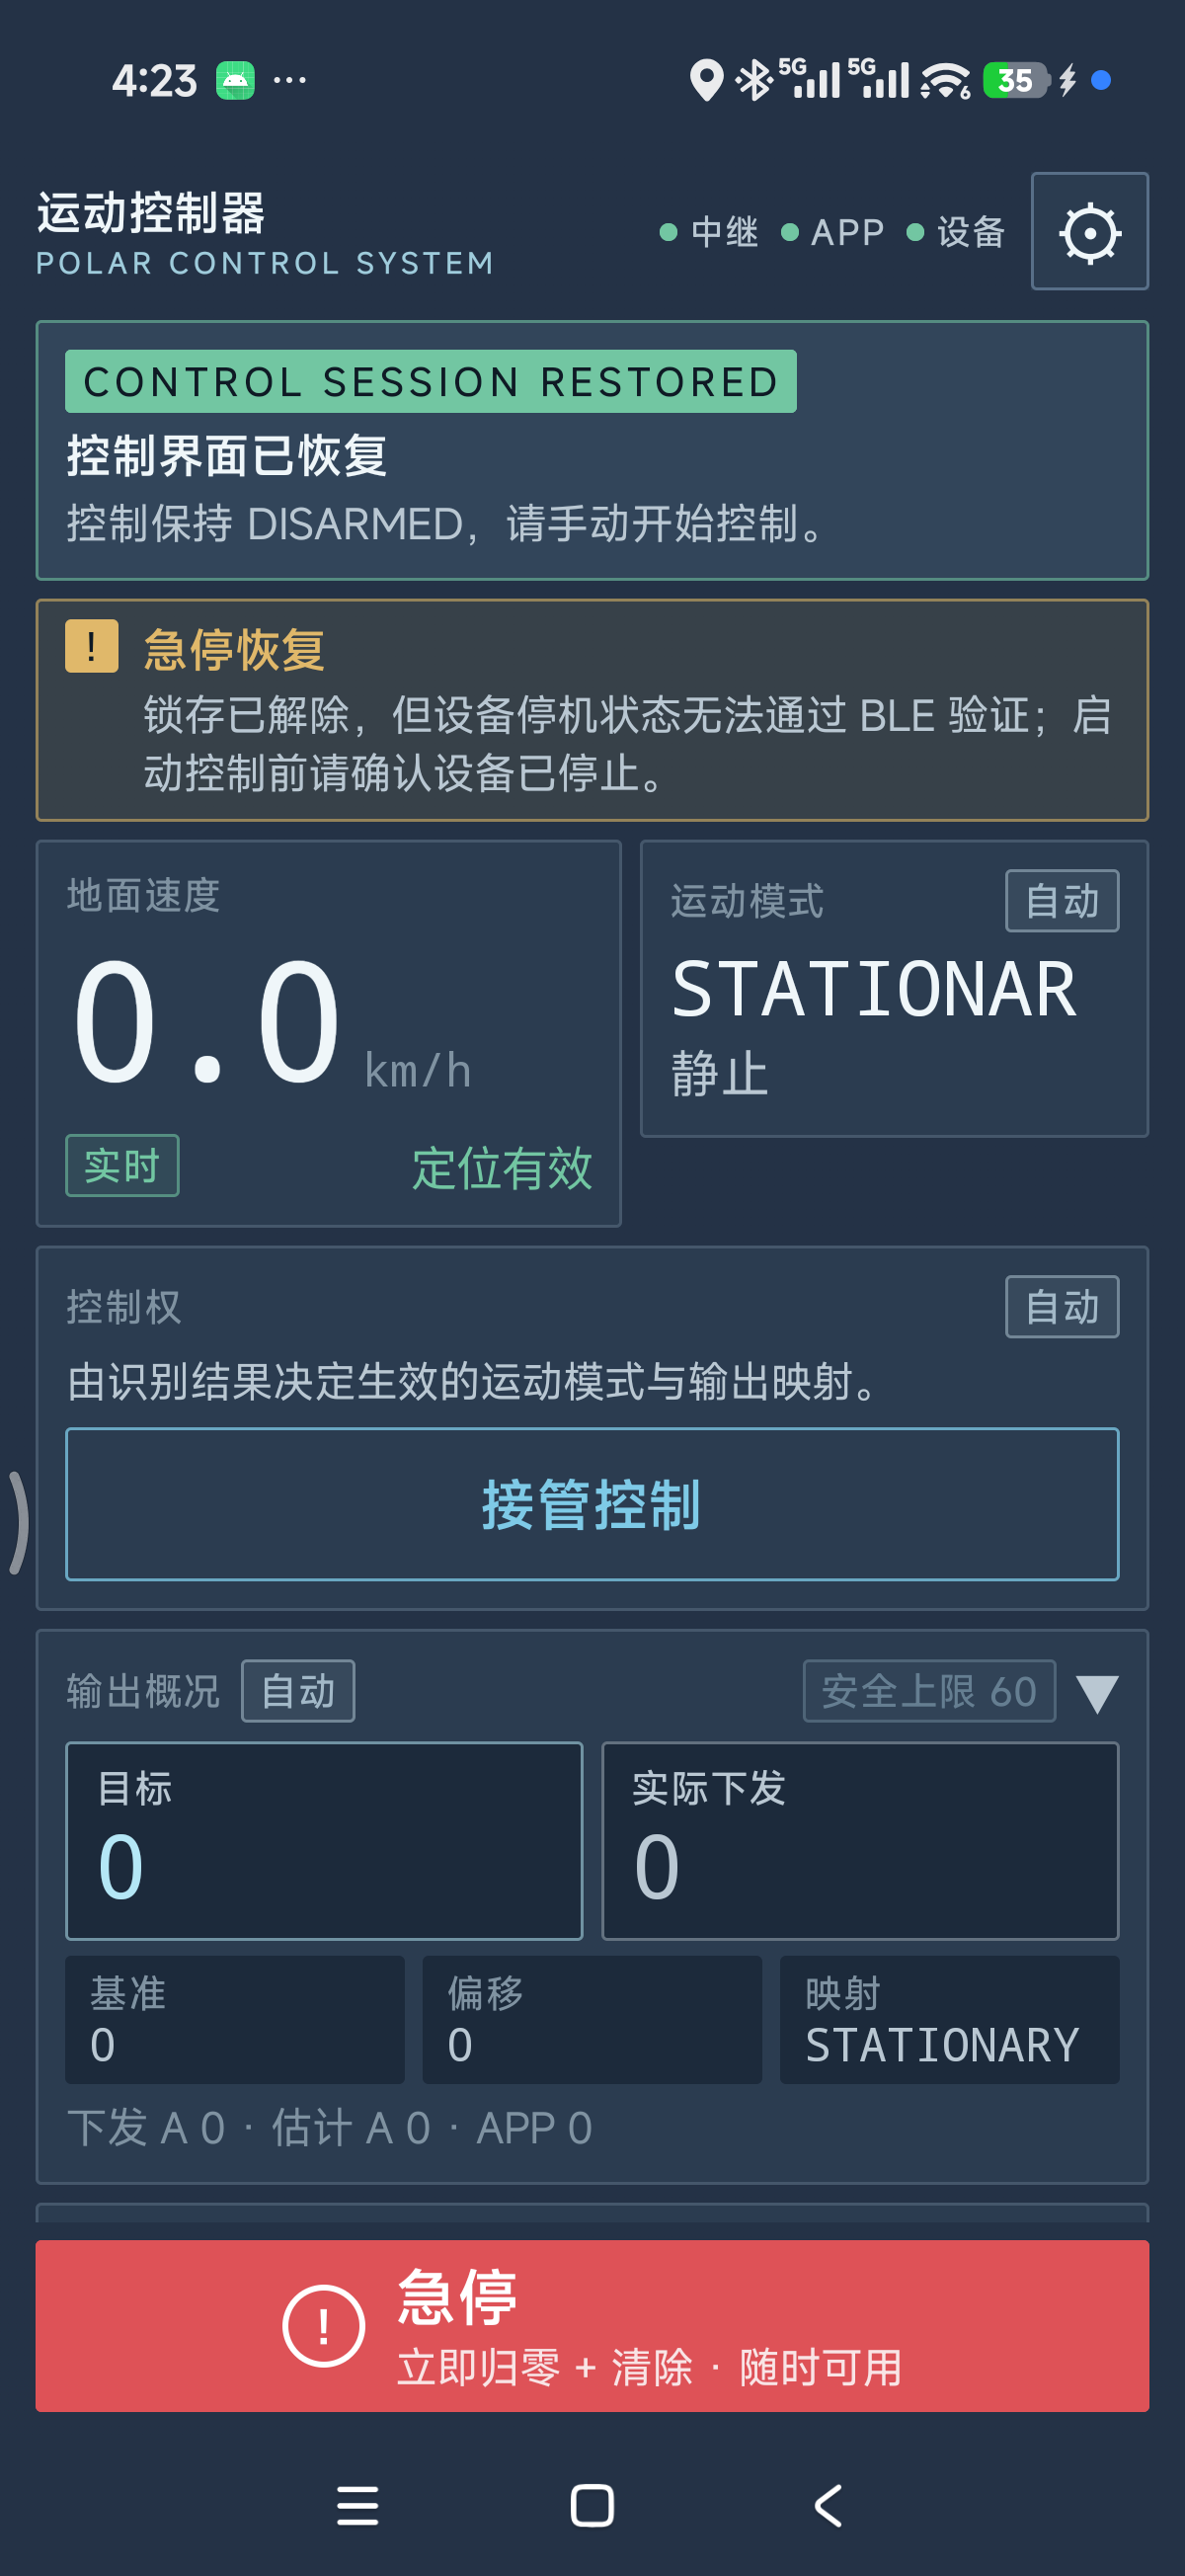 4:23
5G 5G 6 35
运动控制器
POLAR CONTROL SYSTEM
中继 APP 设备
CONTROL SESSION RESTORED
控制界面已恢复
控制保持 DISARMED，请手动开始控制。
! 急停恢复
锁存已解除，但设备停机状态无法通过 BLE 验证；启
动控制前请确认设备已停止。
地面速度
0.0 km/h
实时 定位有效
运动模式 自动
STATIONAR
静止
控制权 自动
由识别结果决定生效的运动模式与输出映射。
接管控制
输出概况 自动 安全上限 60
目标
0
实际下发
0
基准
0
偏移
0
映射
STATIONARY
下发 A 0 · 估计 A 0 · APP 0
! 急停
立即归零 + 清除 · 随时可用